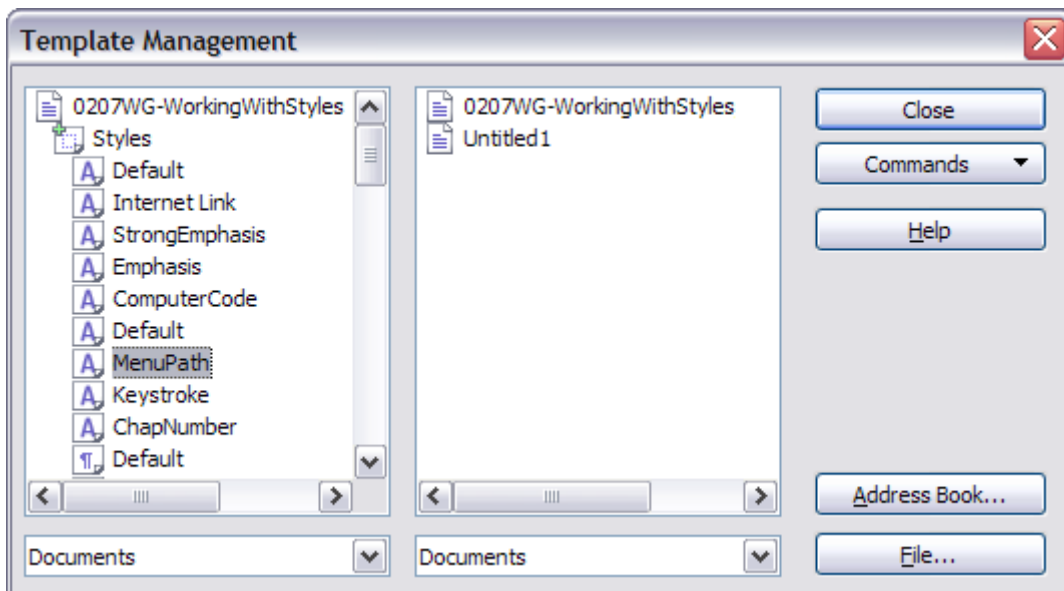 Template Management
0207WG-WorkingWithStyles
Styles
Default
Internet Link
StrongEmphasis
Emphasis
ComputerCode
Default
MenuPath
Keystroke
ChapNumber
Default
Documents
0207WG-WorkingWithStyles
Untitled1
Documents
Close
Commands
Help
Address Book...
File...